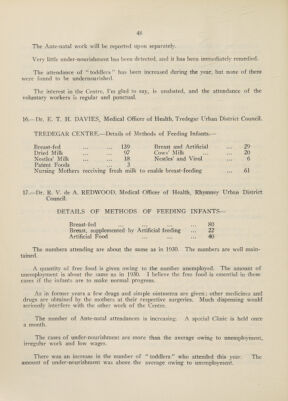 48
The Ante-natal work will be reported upon separately.
Very little under-nourishment has been detected, and it has been immediately remedied.
The attendance of "toddlers" has been increased during the year, but none of these
were found to be undernourished.
The interest in the Centre, I'm glad to say, is undoubted, and the attendance of the
voluntary workers is regular and punctual.
16.—Dr. E. T. H. DAVIES, Medical Officer of Health, Tredegar Urban District Council.
TREDEGAR CENTRE.—Details of Methods of Feeding Infants.—
Breast-fed ... ... 139 Breast and Artificial ... 29
Dried Milk ... ... 97 Cows' Milk ... ... 20
Nestles' Milk ... ... 18 Nestles' and Virol ... 6
Patent Foods ... ... 3
Nursing Mothers receiving fresh milk to enable breast-feeding ... 61
17.—Dr. R. V. de A. REDWOOD, Medical Officer of Health, Rhymney Urban District
Council.
DETAILS OF METHODS OF FEEDING INFANTS—
Breast-fed ... ... ... 80
Breast, supplemented by Artificial feeding ... 22
Artificial Food ... ... ... 40
The numbers attending are about the same as in 1930. The numbers are well main-
tained.
A quantity of free food is given owing to the number unemployed. The amount of
unemployment is about the same as in 1930. I believe the free food is essential in these
cases if the infants are to make normal progress.
As in former years a few drugs and simple ointments are given; other medicines and
drugs are obtained by the mothers at their respective surgeries. Much dispensing would
seriously interfere with the other work of the Centre.
The number of Ante-natal attendances is increasing. A special Clinic is held once
a month.
The cases of under-nourishment are more than the average owing to unemployment,
irregular work and low wages.
There was an increase in the number of "toddlers" who attended this year. The
amount of under-nourishment was above the average owing to unemployment.